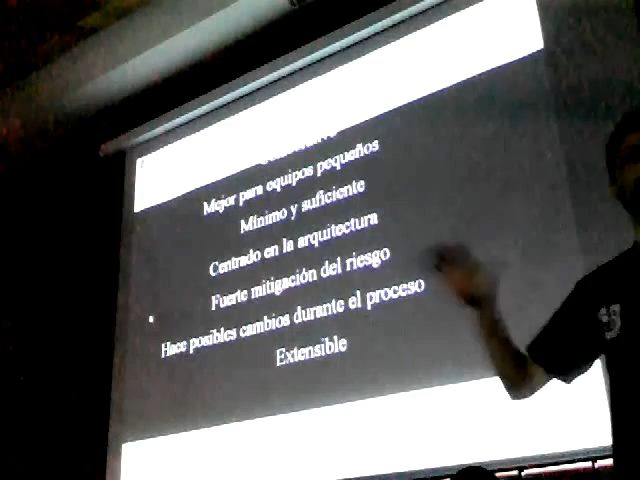 Mejor para equipos pequeños
Mínimo y suficiente
Centrado en la arquitectura
Fuerte mitigación del riesgo
Hace posibles cambios durante el proceso
Extensible